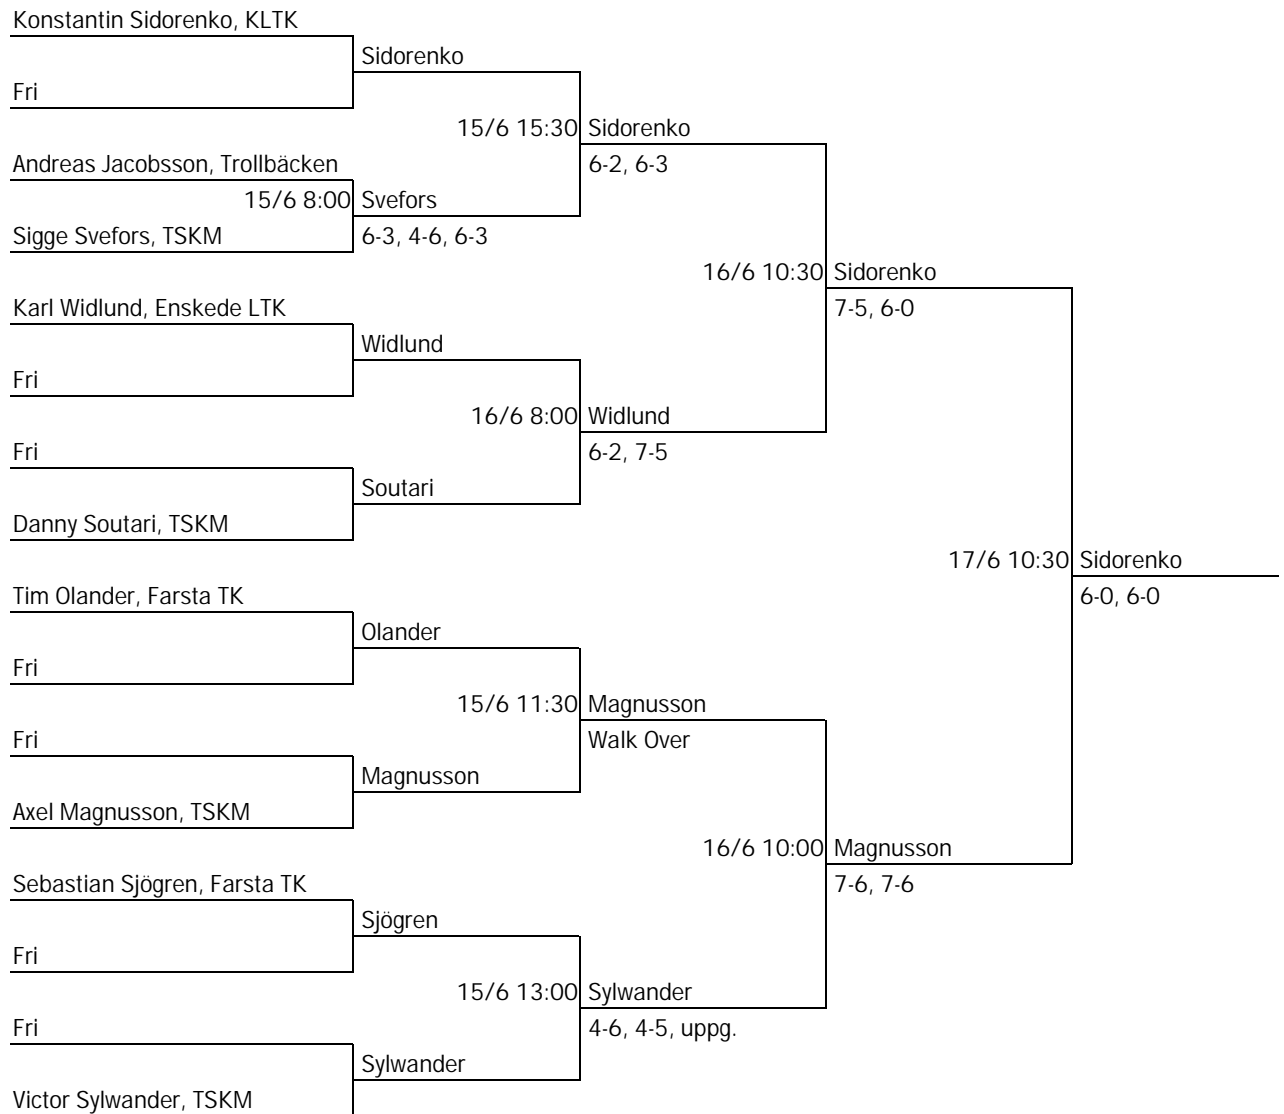 Konstantin Sidorenko, KLTK
Sidorenko
Fri
15/6 15:30 Sidorenko
Andreas Jacobsson, Trollbäcken
6-2, 6-3
15/6 8:00 Svefors
Sigge Svefors, TSKM
6-3, 4-6, 6-3
16/6 10:30 Sidorenko
Karl Widlund, Enskede LTK
7-5, 6-0
Widlund
Fri
16/6 8:00 Widlund
Fri
6-2, 7-5
Soutari
Danny Soutari, TSKM
17/6 10:30 Sidorenko
Tim Olander, Farsta TK
6-0, 6-0
Olander
Fri
15/6 11:30 Magnusson
Fri
Walk Over
Magnusson
Axel Magnusson, TSKM
16/6 10:00 Magnusson
Sebastian Sjögren, Farsta TK
7-6, 7-6
Sjögren
Fri
15/6 13:00 Sylwander
Fri
4-6, 4-5, uppg.
Sylwander
Victor Sylwander, TSKM